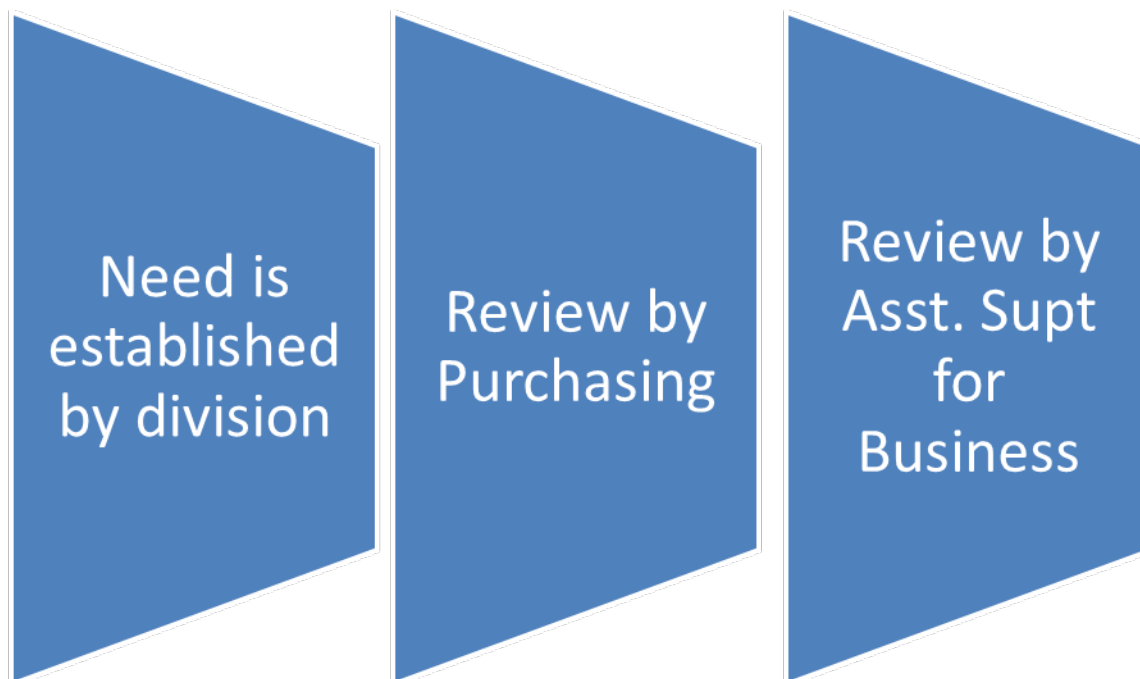 Need is
established
by division
Review by
Purchasing
Review by
Asst. Supt
for
Business